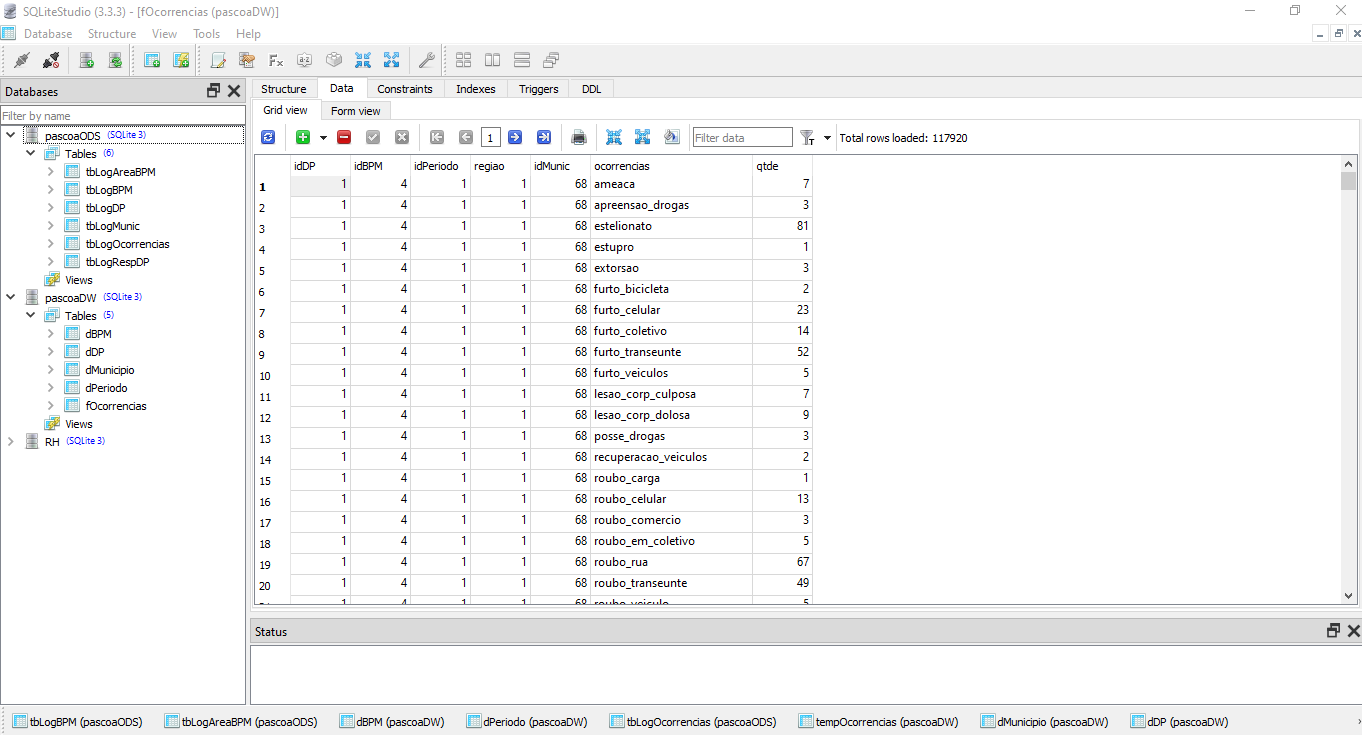 SQLiteStudio (3.3.3) - [fOcorrencias (pascoaDW)]
Database Structure View Tools Help
Databases
Filter by name
pascoaODS (SQLite 3)
Tables (6)
tbLogAreaBPM
tbLogBPM
tbLogDP
tbLogMunic
tbLogOcorrencias
tbLogRespDP
Views
pascoaDW (SQLite 3)
Tables (5)
dBPM
dDP
dMunicipio
dPeriodo
fOcorrencias
Views
RH (SQLite 3)
Structure Data Constraints Indexes Triggers DDL
Grid view Form view
1 Filter data Total rows loaded: 117920
idDP idBPM idPeriodo regiao idMunic ocorrencias qtde
1 1 4 1 1 68 ameaca 7
2 1 4 1 1 68 apreensao_drogas 3
3 1 4 1 1 68 estelionato 81
4 1 4 1 1 68 estupro 1
5 1 4 1 1 68 extorsao 3
6 1 4 1 1 68 furto_bicicleta 2
7 1 4 1 1 68 furto_celular 23
8 1 4 1 1 68 furto_coletivo 14
9 1 4 1 1 68 furto_transeunte 52
10 1 4 1 1 68 furto_veiculos 5
11 1 4 1 1 68 lesao_corp_culposa 7
12 1 4 1 1 68 lesao_corp_dolosa 9
13 1 4 1 1 68 posse_drogas 3
14 1 4 1 1 68 recuperacao_veiculos 2
15 1 4 1 1 68 roubo_carga 1
16 1 4 1 1 68 roubo_celular 13
17 1 4 1 1 68 roubo_comercio 3
18 1 4 1 1 68 roubo_em_coletivo 5
19 1 4 1 1 68 roubo_rua 67
20 1 4 1 1 68 roubo_transeunte 49
21 1 4 1 1 68 roubo_veiculo 5
Status
tbLogBPM (pascoaODS) tbLogAreaBPM (pascoaODS) dBPM (pascoaDW) dPeriodo (pascoaDW) tbLogOcorrencias (pascoaODS) tempOcorrencias (pascoaDW) dMunicipio (pascoaDW) dDP (pascoaDW)